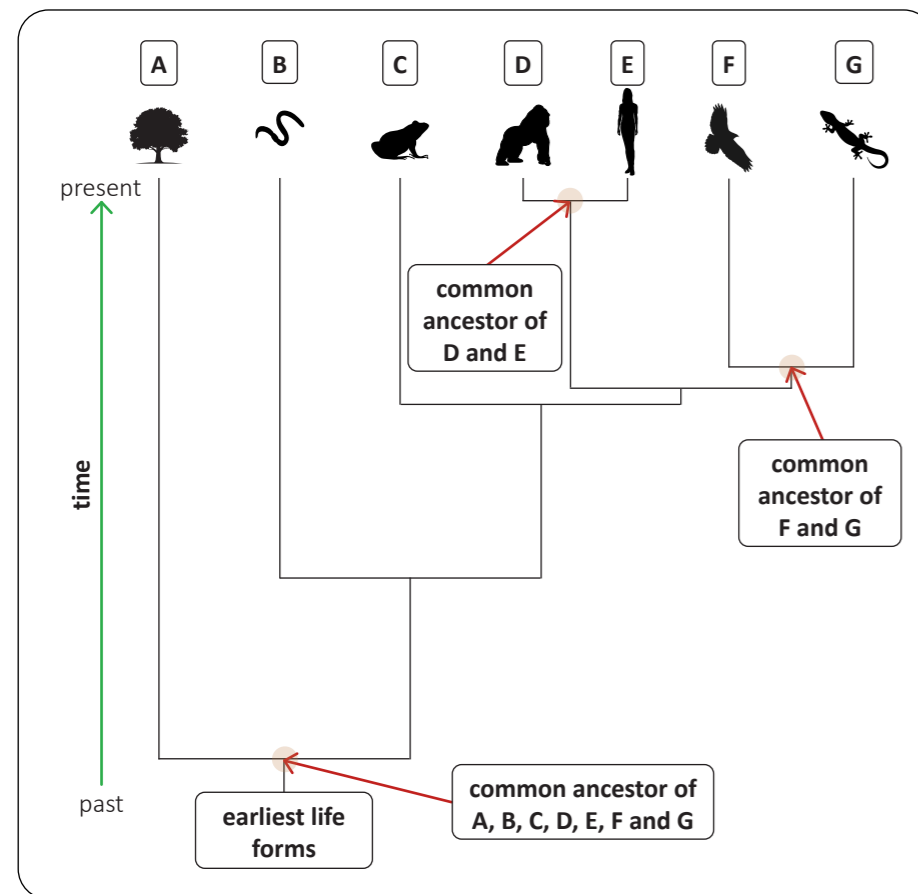 A
B
C
D
E
F
G
present
common
ancestor of
D and E
common
ancestor of
F and G
time
past
earliest life
forms
common ancestor of
A, B, C, D, E, F and G